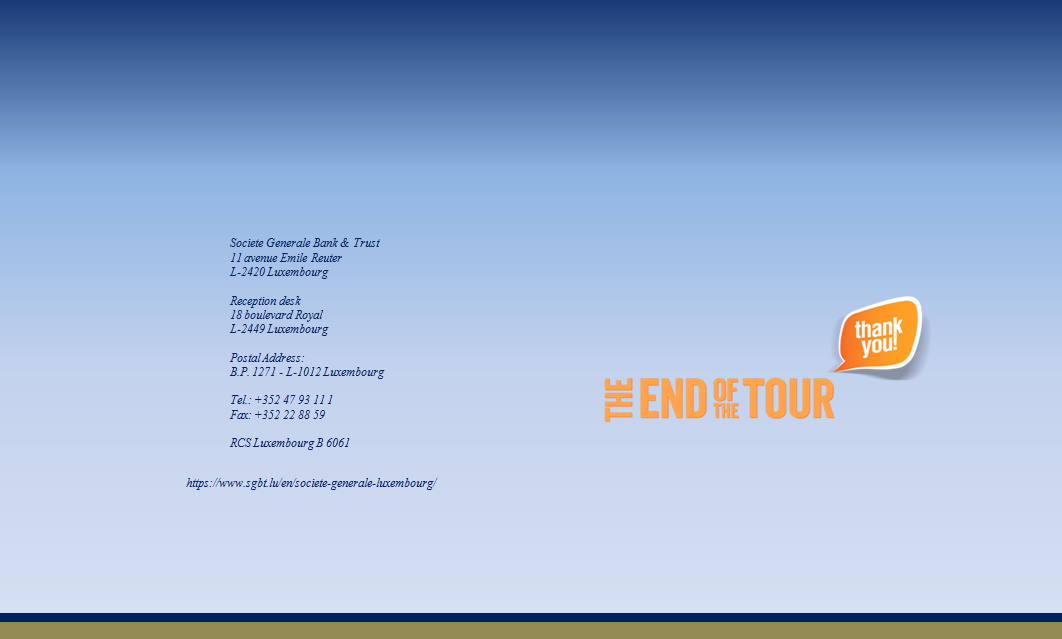 Societe Generale Bank & Trust
11 avenue Emile Reuter
L-2420 Luxembourg
Reception desk
18 boulevard Royal
L-2449 Luxembourg
Postal Address:
B.P. 1271 - L-1012 Luxembourg
Tel.: +352 47 93 11 1
Fax: +352 22 88 59
RCS Luxembourg B 6061
https://www.sgbt.lu/en/societe-generale-luxembourg/
thank
you!
THE END OF THE TOUR